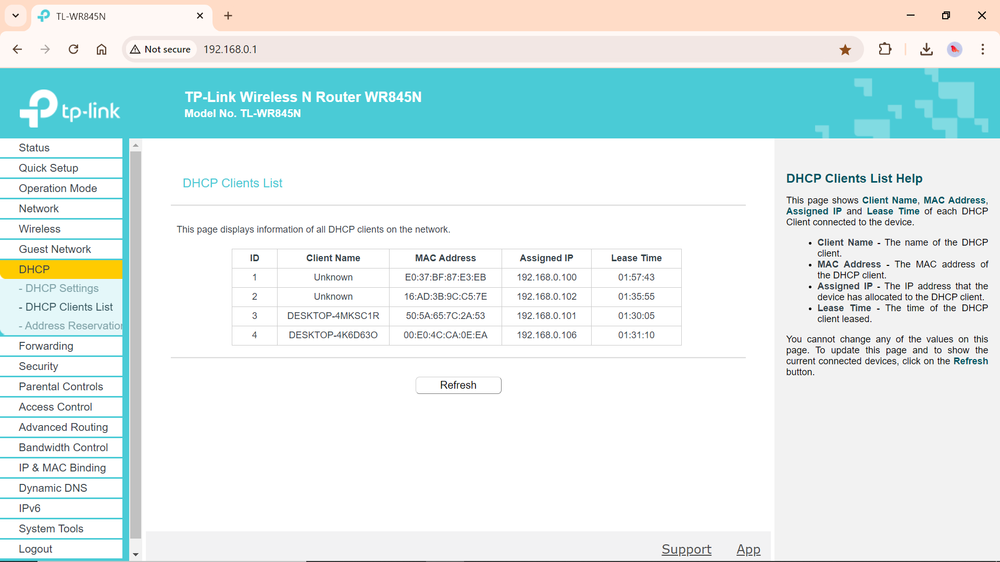 TL-WR845N
Not secure
192.168.0.1
tp-link
TP-Link Wireless N Router WR845N
Model No. TL-WR845N
Status
Quick Setup
Operation Mode
Network
Wireless
Guest Network
DHCP
- DHCP Settings
- DHCP Clients List
- Address Reservation
Forwarding
Security
Parental Controls
Access Control
Advanced Routing
Bandwidth Control
IP & MAC Binding
Dynamic DNS
IPv6
System Tools
Logout
DHCP Clients List
This page displays information of all DHCP clients on the network.
ID Client Name MAC Address Assigned IP Lease Time
1 Unknown E0:37:BF:87:E3:EB 192.168.0.100 01:57:43
2 Unknown 16:AD:3B:9C:C5:7E 192.168.0.102 01:35:55
3 DESKTOP-4MKSC1R 50:5A:65:7C:2A:53 192.168.0.101 01:30:05
4 DESKTOP-4K6D63O 00:E0:4C:CA:0E:EA 192.168.0.106 01:31:10
Refresh
Support App
DHCP Clients List Help
This page shows Client Name, MAC Address,
Assigned IP and Lease Time of each DHCP
Client connected to the device.
• Client Name - The name of the DHCP
client.
• MAC Address - The MAC address of
the DHCP client.
• Assigned IP - The IP address that the
device has allocated to the DHCP client.
• Lease Time - The time of the DHCP
client leased.
You cannot change any of the values on this
page. To update this page and to show the
current connected devices, click on the Refresh
button.